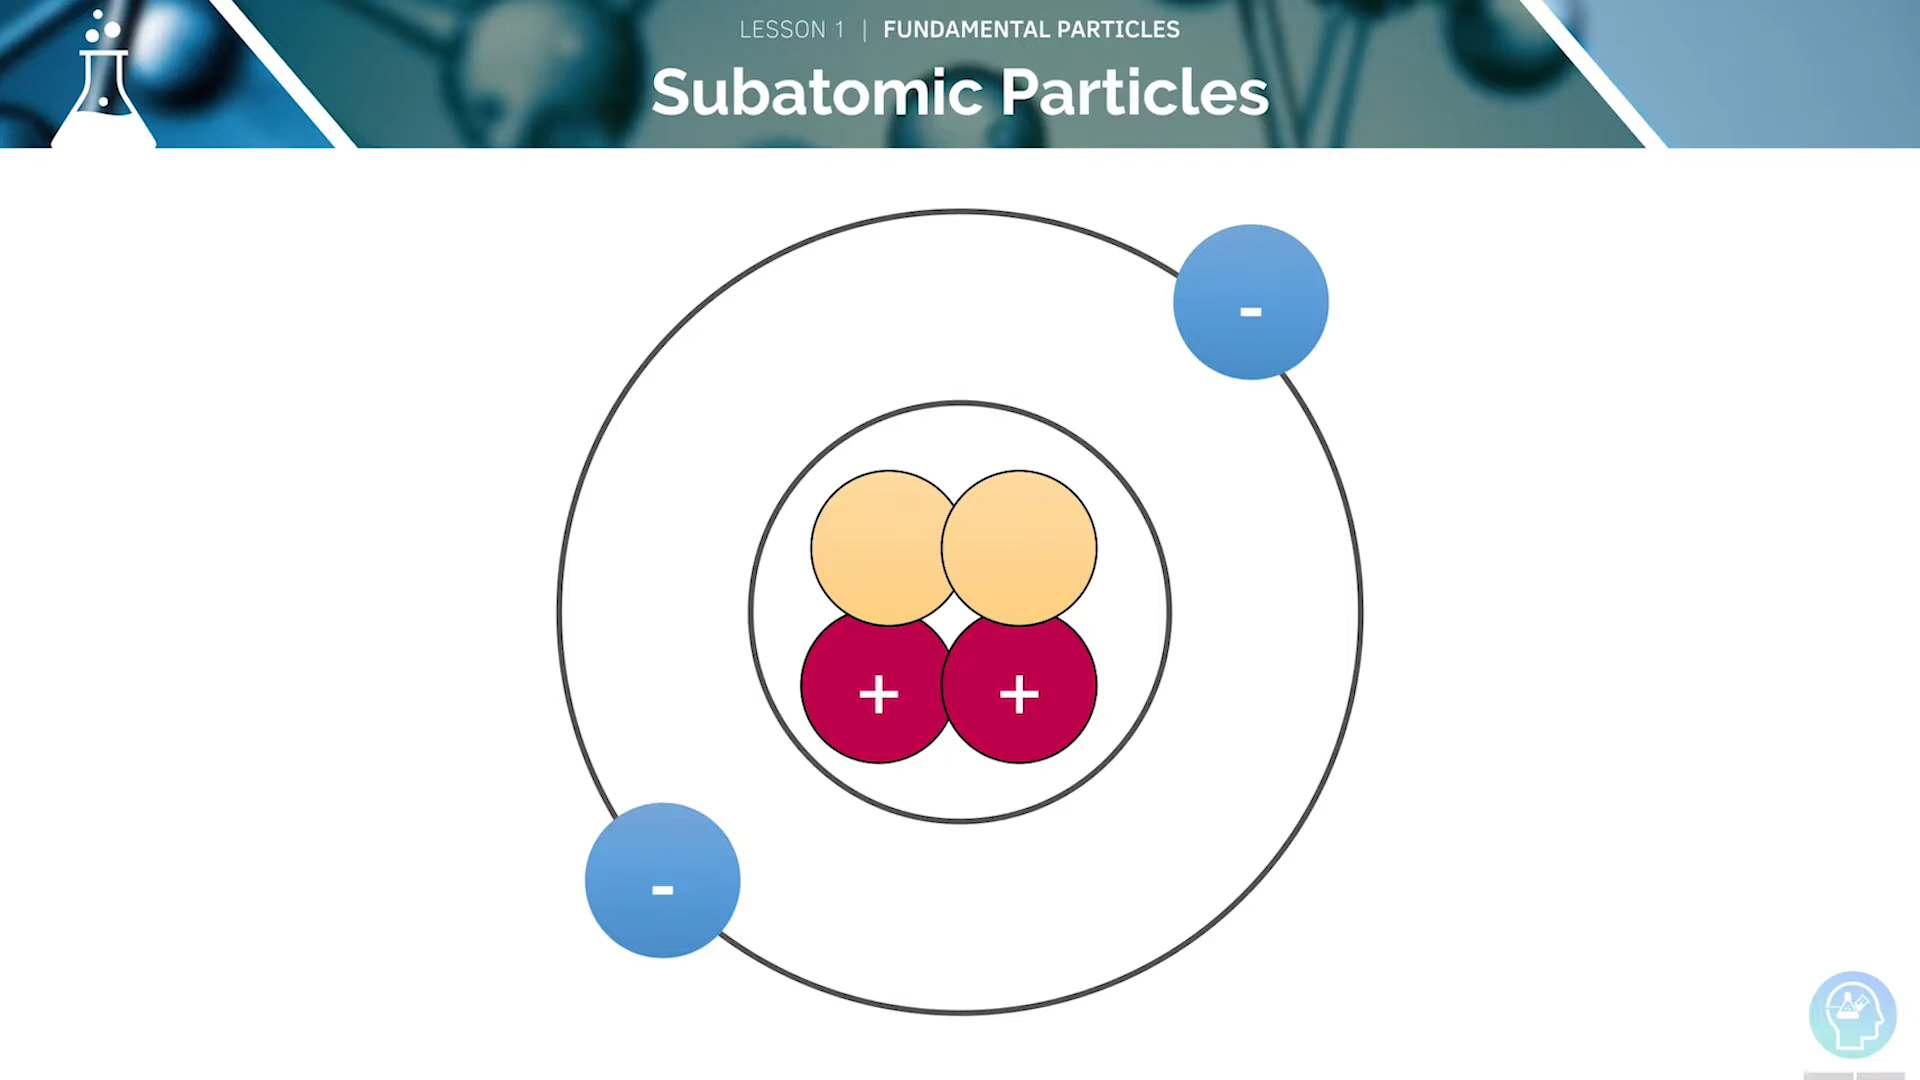 LESSON 1 | FUNDAMENTAL PARTICLES
Subatomic Particles
-
+ +
-